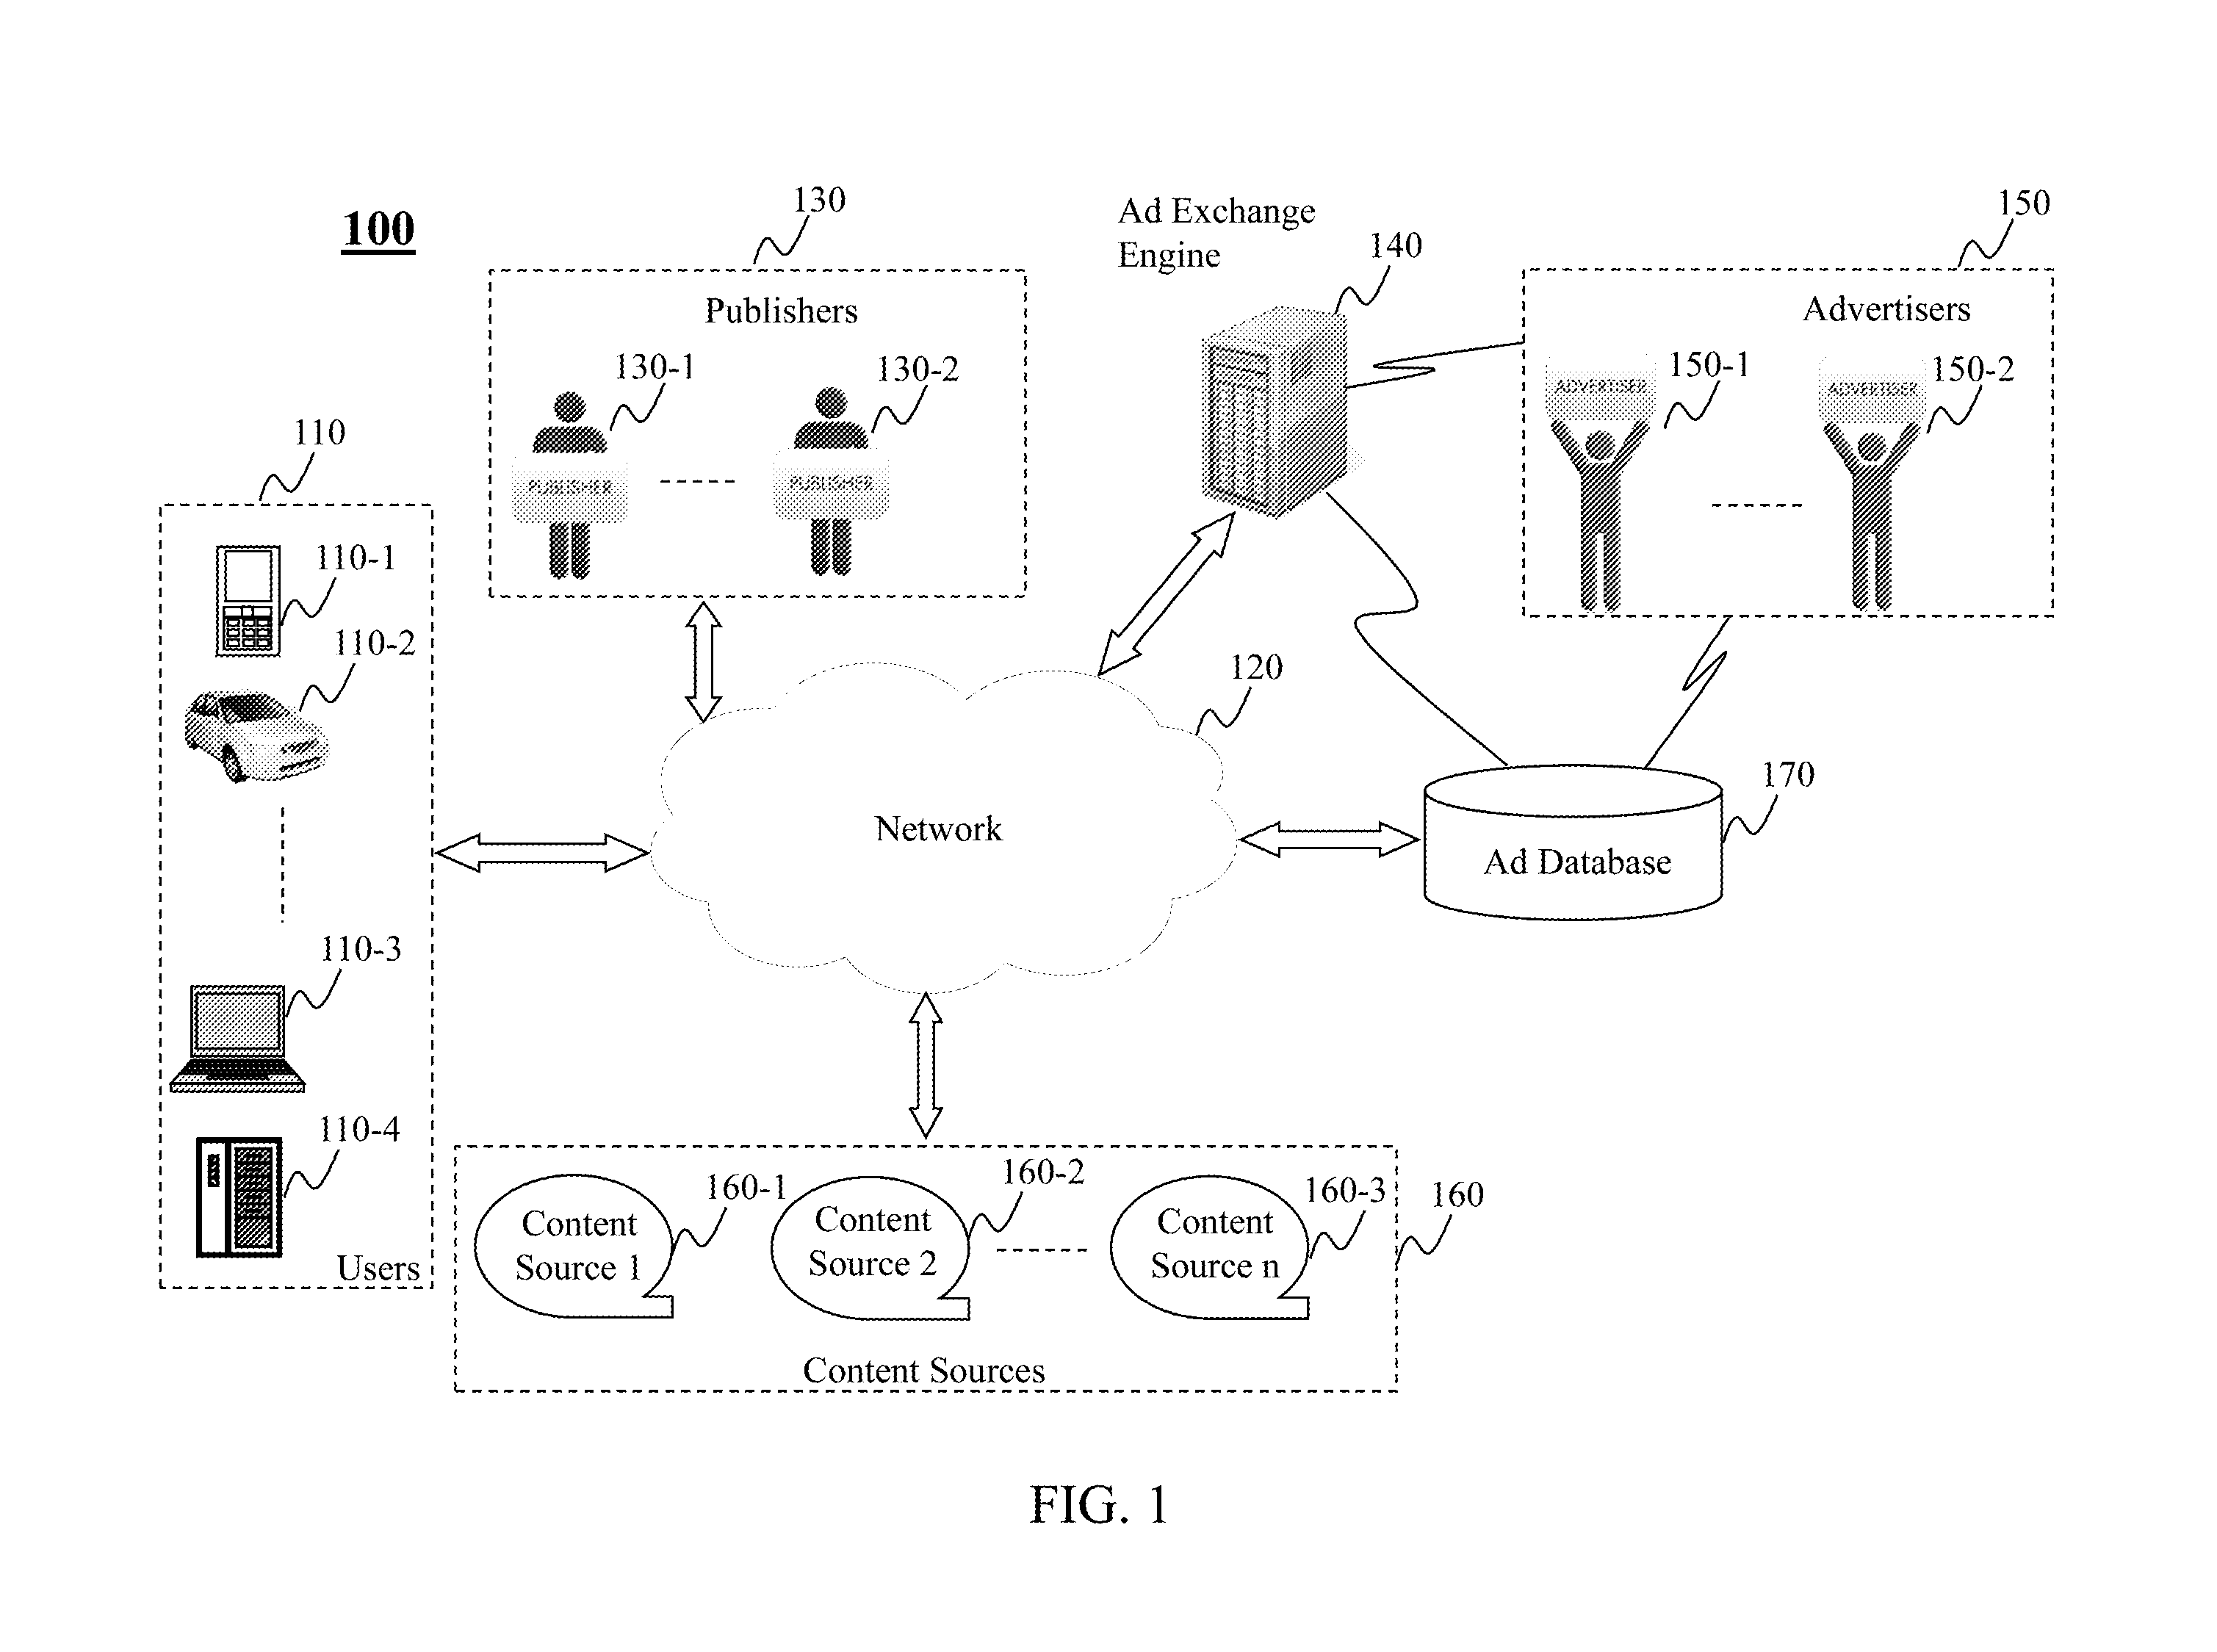 100
130
Publishers
130-1
130-2
PUBLISHER
PUBLISHER
Ad Exchange
Engine
140
150
Advertisers
150-1
150-2
ADVERTISER
ADVERTISER
110
110-1
110-2
110-3
110-4
Users
120
Network
170
Ad Database
160-1
160-2
160-3
160
Content
Source 1
Content
Source 2
Content
Source n
Content Sources
FIG. 1